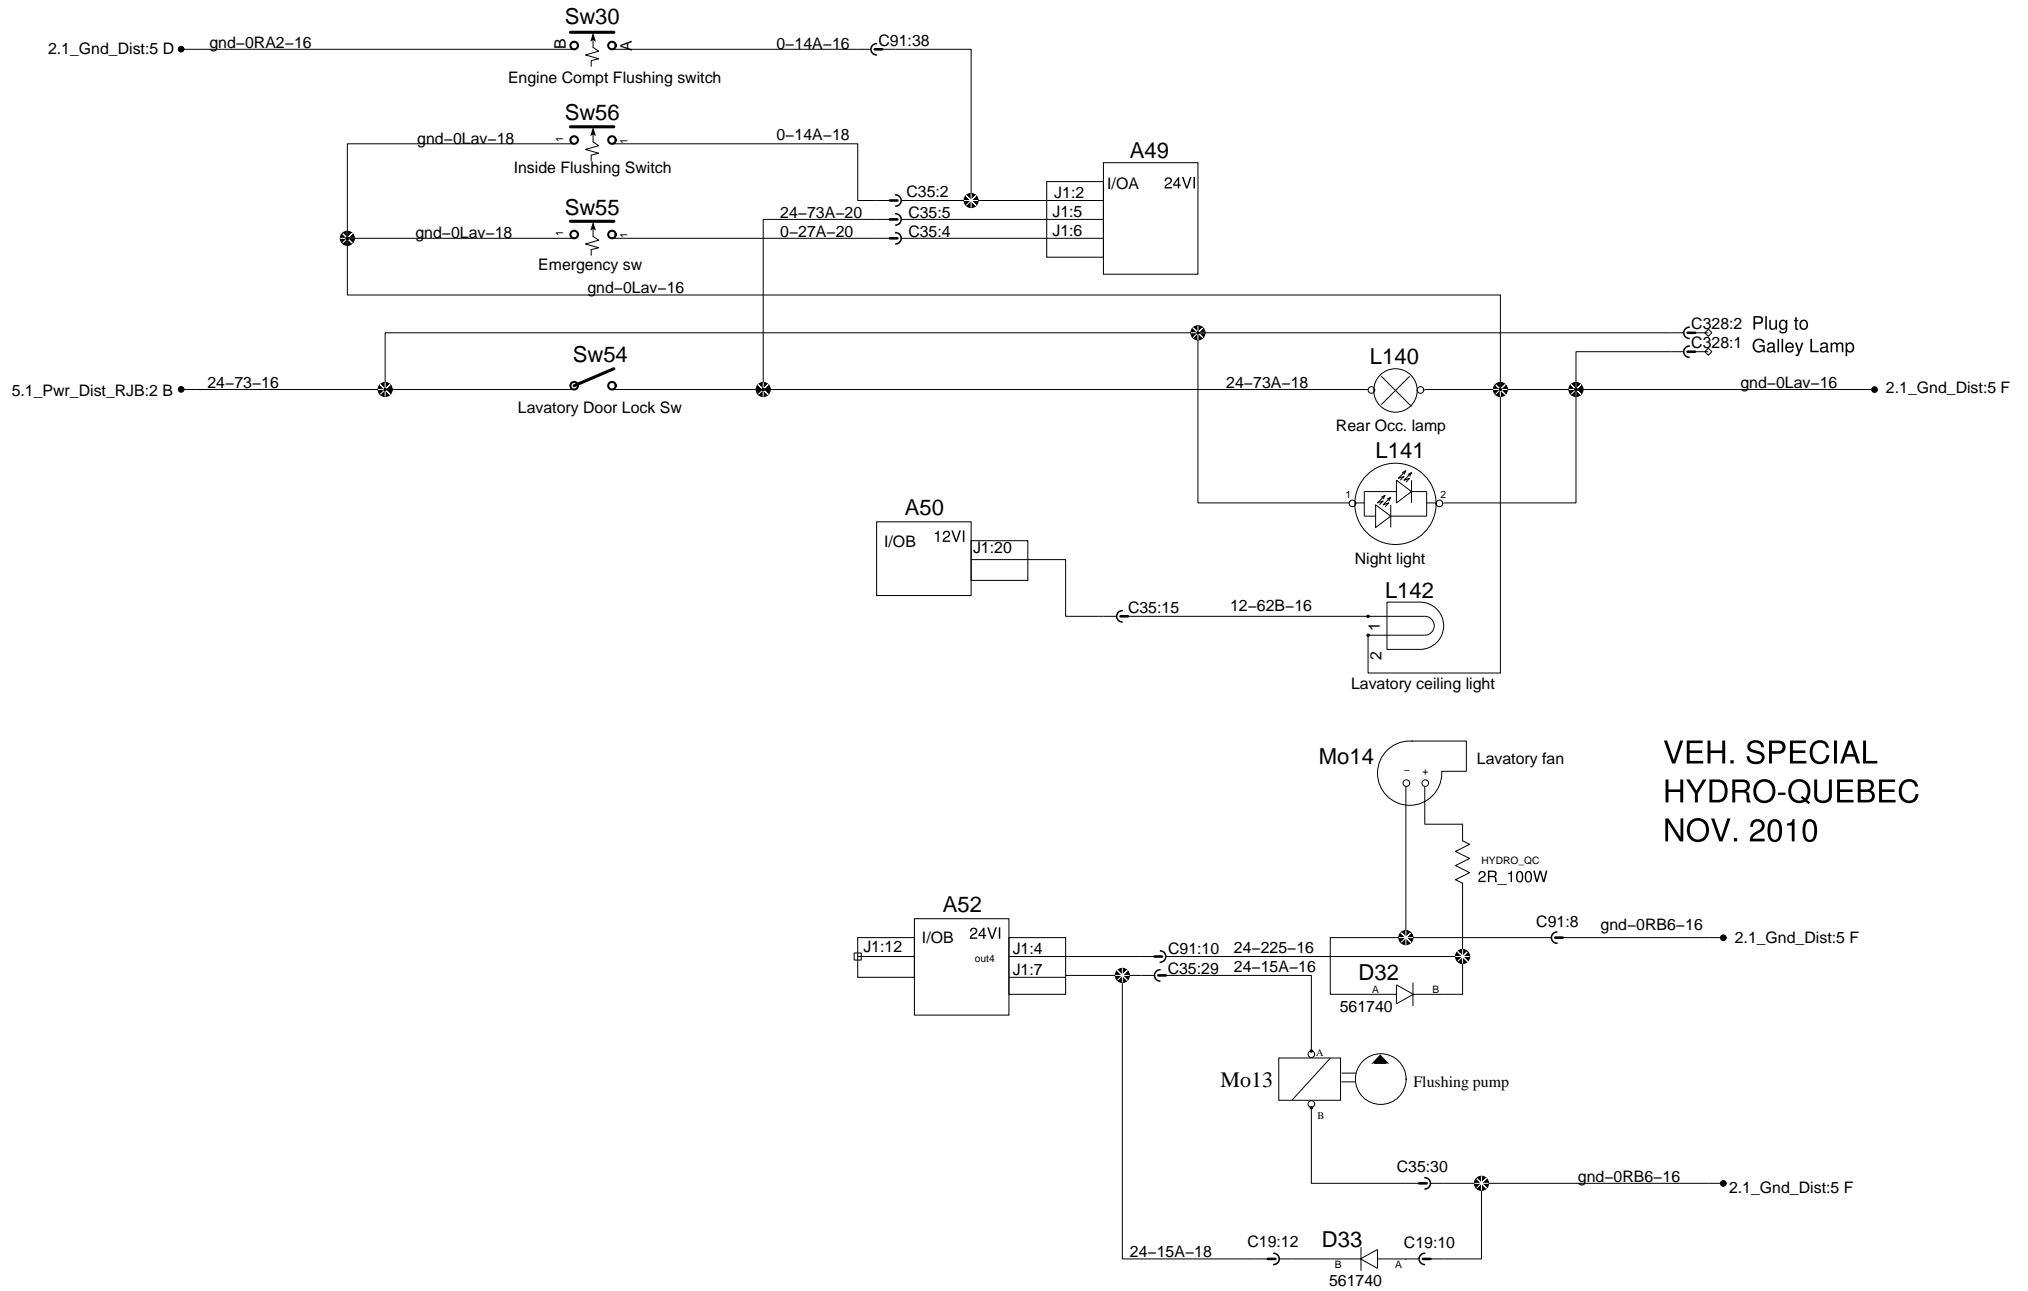 Sw30
2.1_Gnd_Dist:5 D
gnd-0RA2-16
B
A
0-14A-16
C91:38
Engine Compt Flushing switch
Sw56
gnd-0Lav-18
1
1
0-14A-18
Inside Flushing Switch
A49
I/OA
24VI
C35:2
J1:2
Sw55
24-73A-20
C35:5
J1:5
gnd-0Lav-18
1
1
0-27A-20
C35:4
J1:6
Emergency sw
gnd-0Lav-16
C328:2
Plug to
C328:1
Galley Lamp
Sw54
L140
5.1_Pwr_Dist_RJB:2 B
24-73-16
24-73A-18
gnd-0Lav-16
2.1_Gnd_Dist:5 F
Lavatory Door Lock Sw
Rear Occ. lamp
L141
1
2
Night light
A50
I/OB
12VI
J1:20
L142
C35:15
12-62B-16
1
2
Lavatory ceiling light
Mo14
Lavatory fan
-
+
VEH. SPECIAL
HYDRO-QUEBEC
NOV. 2010
HYDRO_QC
2R_100W
A52
I/OB
24VI
out4
J1:12
J1:4
J1:7
C91:10
24-225-16
C35:29
24-15A-16
C91:8
gnd-0RB6-16
2.1_Gnd_Dist:5 F
D32
A
B
561740
Mo13
A
B
Flushing pump
C35:30
gnd-0RB6-16
2.1_Gnd_Dist:5 F
24-15A-18
C19:12
D33
C19:10
B
A
561740